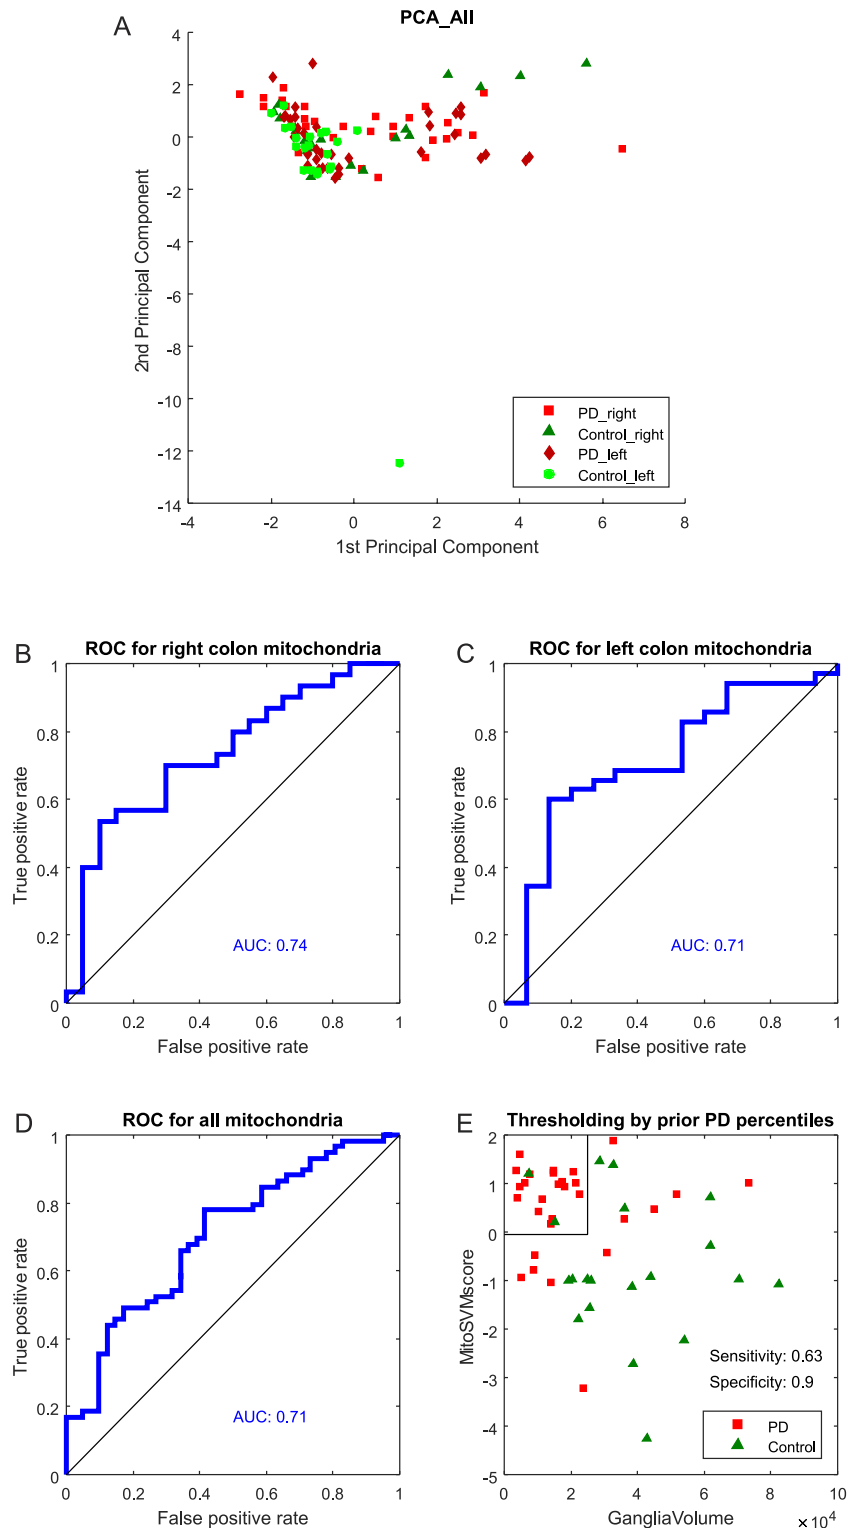 A
PCA_All
4
2
0
-2
-4
-6
-8
-10
-12
-14
2nd Principal Component
PD_right
Control_right
PD_left
Control_left
-4 -2 0 2 4 6 8
1st Principal Component
B
ROC for right colon mitochondria
1
0.8
0.6
0.4
0.2
0
True positive rate
AUC: 0.74
0 0.2 0.4 0.6 0.8 1
False positive rate
C
ROC for left colon mitochondria
1
0.8
0.6
0.4
0.2
0
True positive rate
AUC: 0.71
0 0.2 0.4 0.6 0.8 1
False positive rate
D
ROC for all mitochondria
1
0.8
0.6
0.4
0.2
0
True positive rate
AUC: 0.71
0 0.2 0.4 0.6 0.8 1
False positive rate
E
Thresholding by prior PD percentiles
2
1
0
-1
-2
-3
-4
-5
MitoSVMscore
Sensitivity: 0.63
Specificity: 0.9
PD
Control
0 2 4 6 8 10
GangliaVolume
×10^4